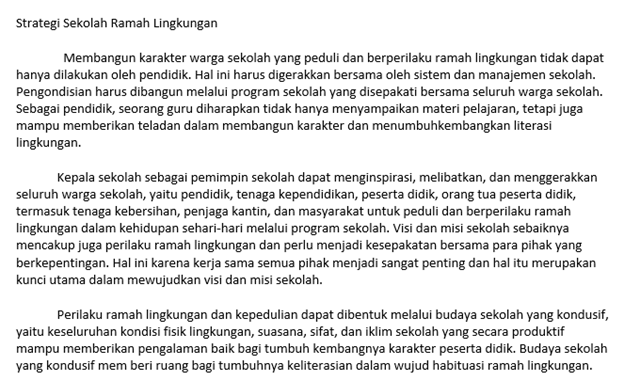 Strategi Sekolah Ramah Lingkungan
Membangun karakter warga sekolah yang peduli dan berperilaku ramah lingkungan tidak dapat
hanya dilakukan oleh pendidik. Hal ini harus digerakkan bersama oleh sistem dan manajemen sekolah.
Pengondisian harus dibangun melalui program sekolah yang disepakati bersama seluruh warga sekolah.
Sebagai pendidik, seorang guru diharapkan tidak hanya menyampaikan materi pelajaran, tetapi juga
mampu memberikan teladan dalam membangun karakter dan menumbuhkembangkan literasi
lingkungan.
Kepala sekolah sebagai pemimpin sekolah dapat menginspirasi, melibatkan, dan menggerakkan
seluruh warga sekolah, yaitu pendidik, tenaga kependidikan, peserta didik, orang tua peserta didik,
termasuk tenaga kebersihan, penjaga kantin, dan masyarakat untuk peduli dan berperilaku ramah
lingkungan dalam kehidupan sehari-hari melalui program sekolah. Visi dan misi sekolah sebaiknya
mencakup juga perilaku ramah lingkungan dan perlu menjadi kesepakatan bersama para pihak yang
berkepentingan. Hal ini karena kerja sama semua pihak menjadi sangat penting dan hal itu merupakan
kunci utama dalam mewujudkan visi dan misi sekolah.
Perilaku ramah lingkungan dan kepedulian dapat dibentuk melalui budaya sekolah yang kondusif,
yaitu keseluruhan kondisi fisik lingkungan, suasana, sifat, dan iklim sekolah yang secara produktif
mampu memberikan pengalaman baik bagi tumbuh kembangnya karakter peserta didik. Budaya sekolah
yang kondusif mem beri ruang bagi tumbuhnya keliterasian dalam wujud habituasi ramah lingkungan.